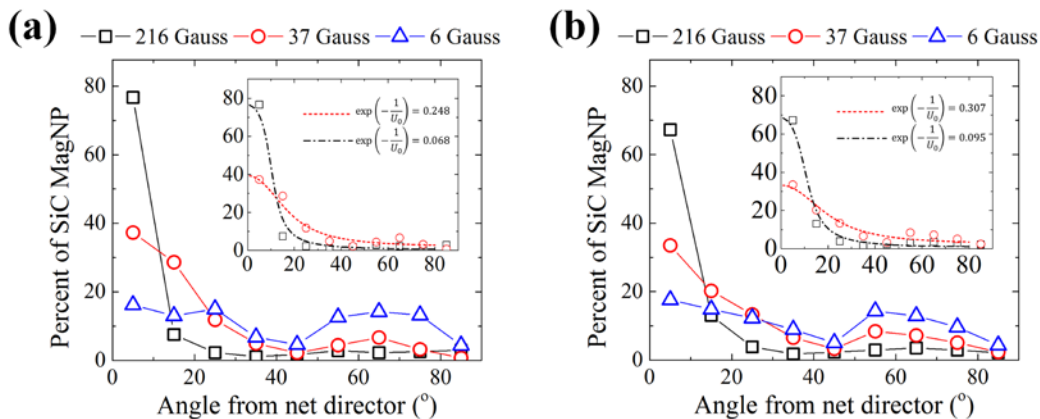 (a)
216 Gauss 37 Gauss 6 Gauss
Percent of SiC MagNP
80
60
40
20
0
0 20 40 60 80
Angle from net director (°)
80
60
40
20
0
0 20 40 60 80
exp(-1/U₀) = 0.248
exp(-1/U₀) = 0.068
(b)
216 Gauss 37 Gauss 6 Gauss
Percent of SiC MagNP
80
60
40
20
0
0 20 40 60 80
Angle from net director (°)
80
60
40
20
0
0 20 40 60 80
exp(-1/U₀) = 0.307
exp(-1/U₀) = 0.095